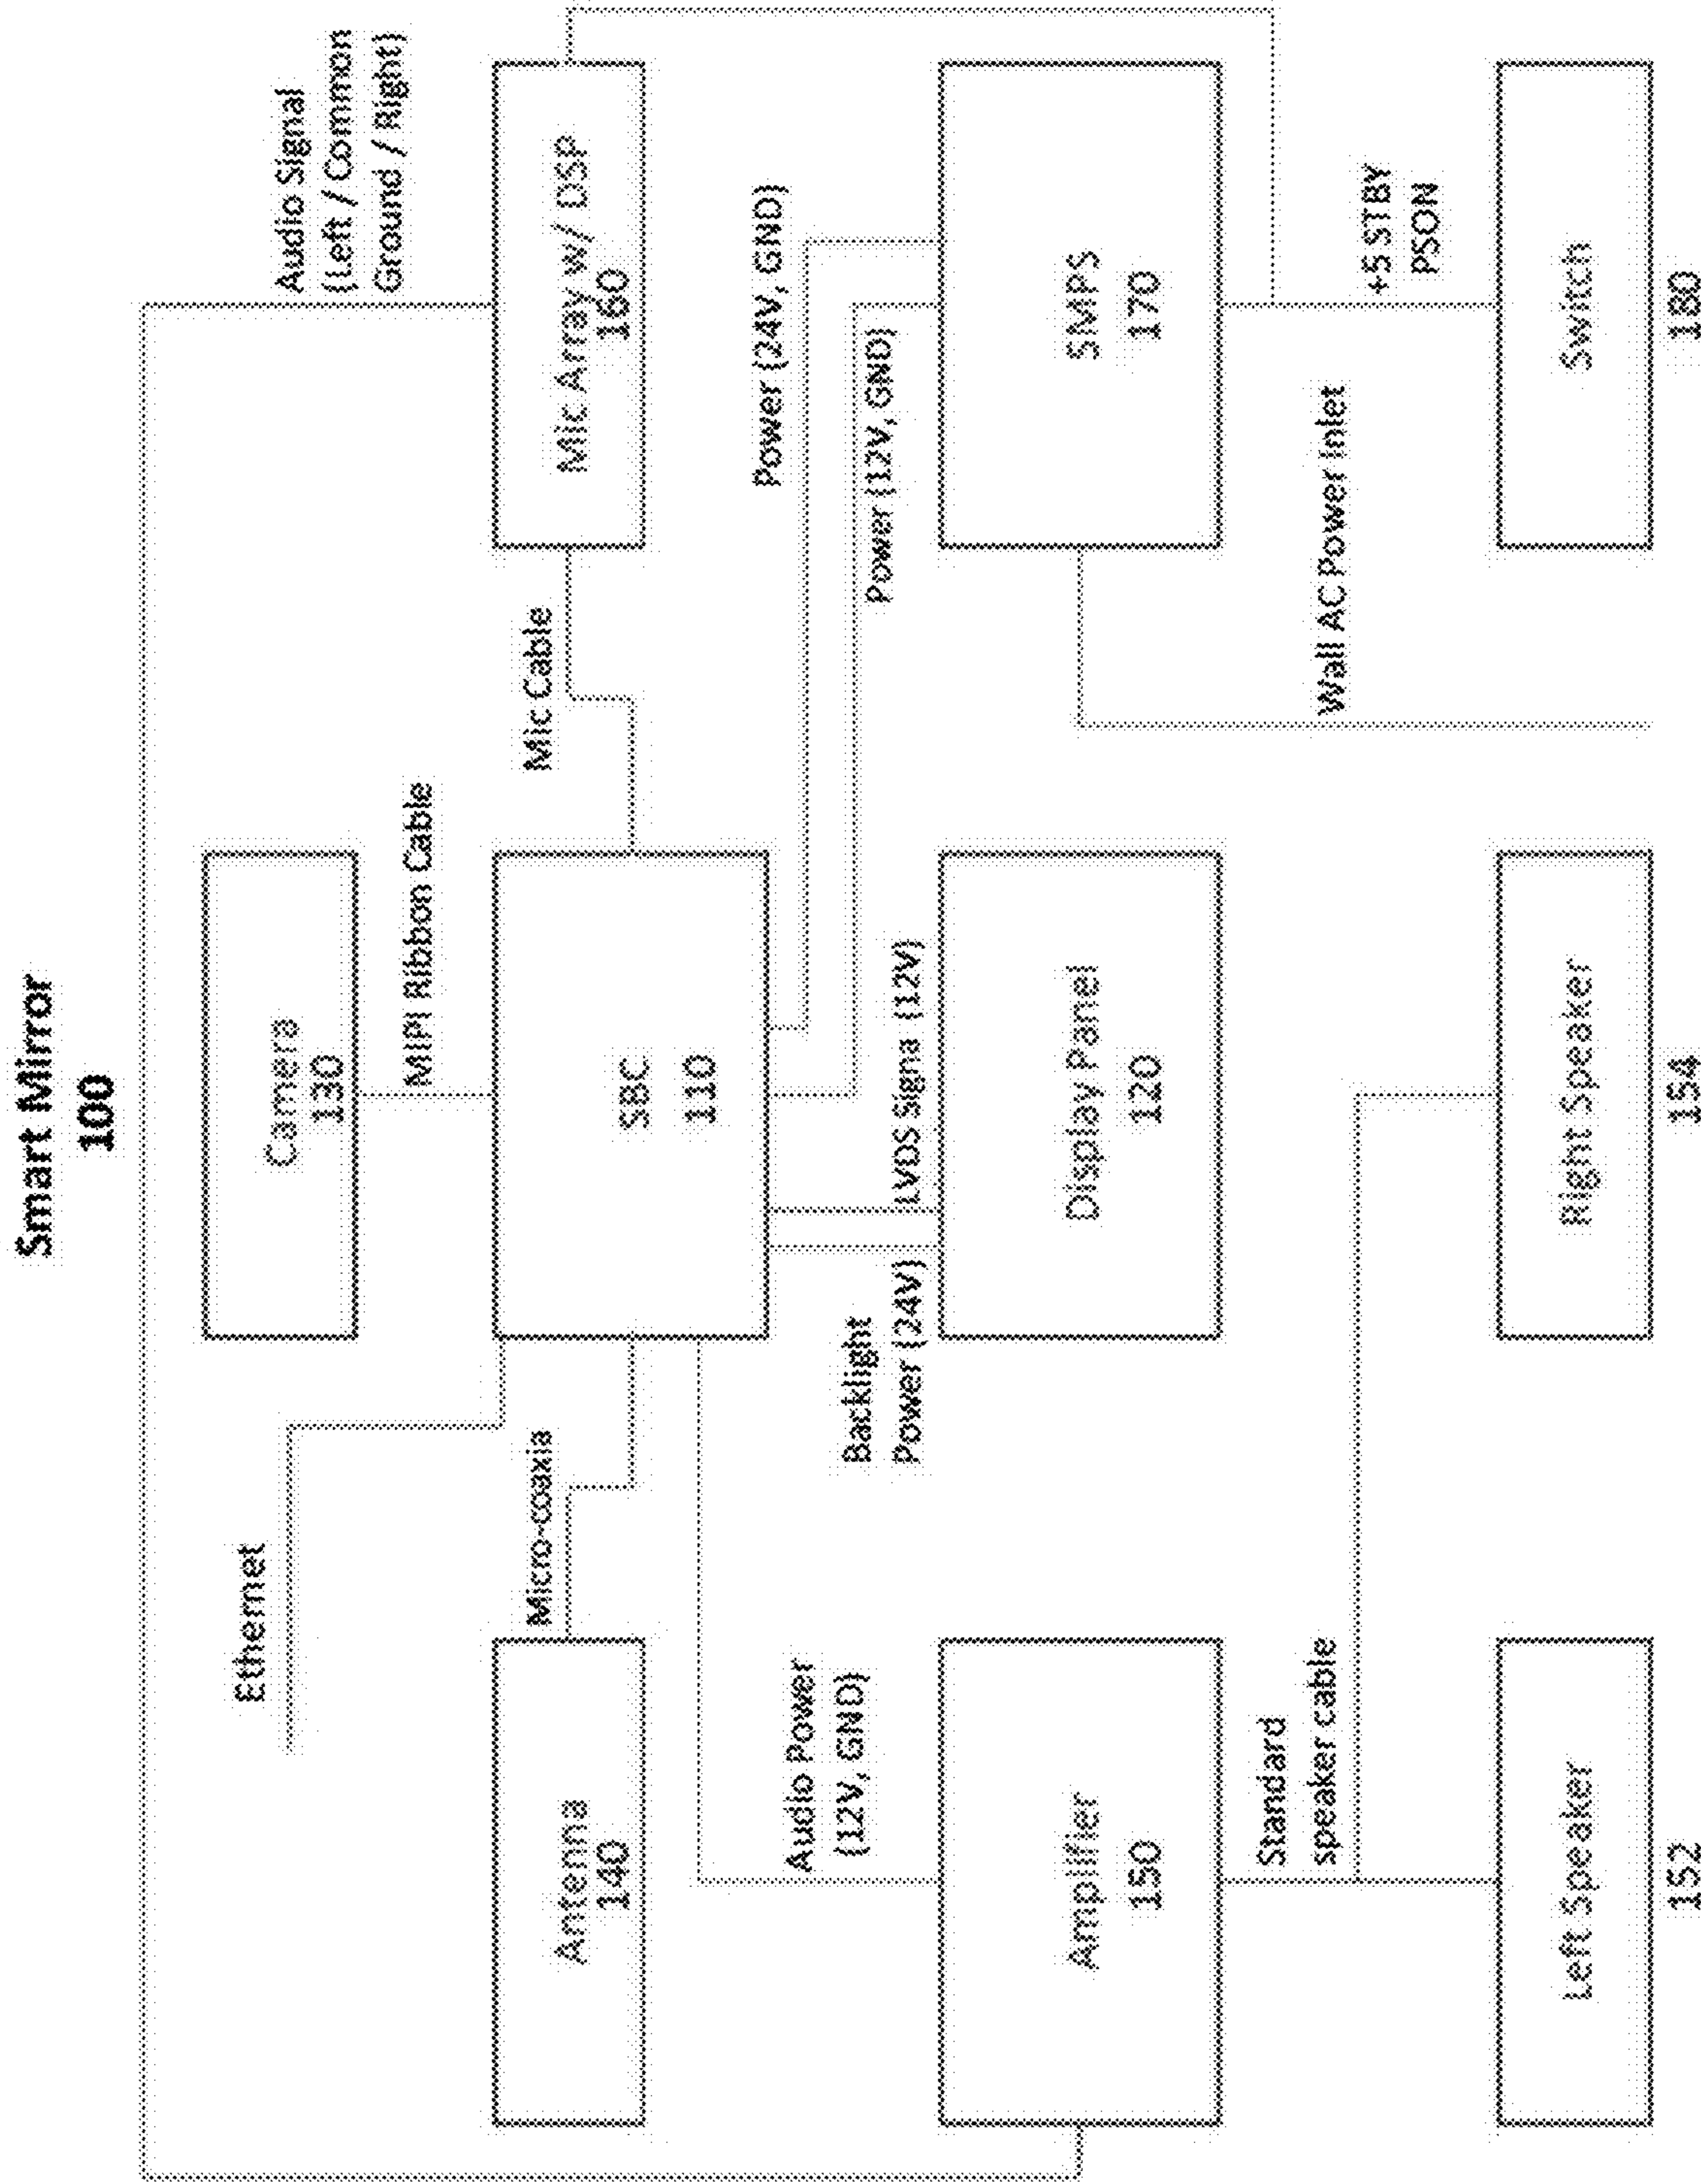 Smart Mirror
100
Audio Signal
(Left / Common
Ground / Right)
Ethernet
Camera
130
MIPI Ribbon Cable
Antenna
140
Micro-coaxia
SBC
110
Mic Cable
Mic Array w/ DSP
160
Audio Power
(12V, GND)
Backlight
Power (24V)
LVDS Signa (12V)
Power (24V, GND)
Power (12V, GND)
Amplifier
150
Display Panel
120
SMPS
170
Standard
speaker cable
Wall AC Power Inlet
+5 STBY
PSON
Left Speaker
152
Right Speaker
154
Switch
180